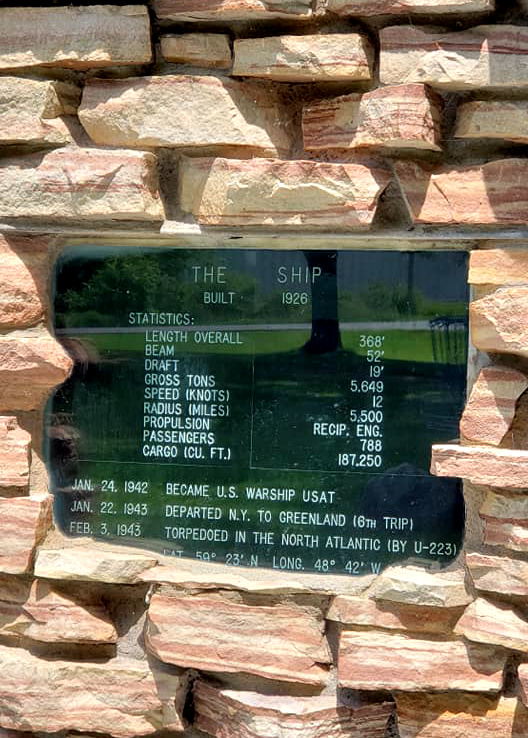 THE SHIP
BUILT 1926
STATISTICS:
LENGTH OVERALL 368'
BEAM 52'
DRAFT 19'
GROSS TONS 5,649
SPEED (KNOTS) 12
RADIUS (MILES) 5,500
PROPULSION RECIP. ENG.
PASSENGERS 788
CARGO (CU. FT.) 187,250
JAN. 24, 1942 BECAME U.S. WARSHIP USAT
JAN. 22, 1943 DEPARTED N.Y. TO GREENLAND (6TH TRIP)
FEB. 3, 1943 TORPEDOED IN THE NORTH ATLANTIC (BY U-223)
LAT. 59° 23' N LONG. 48° 42' W